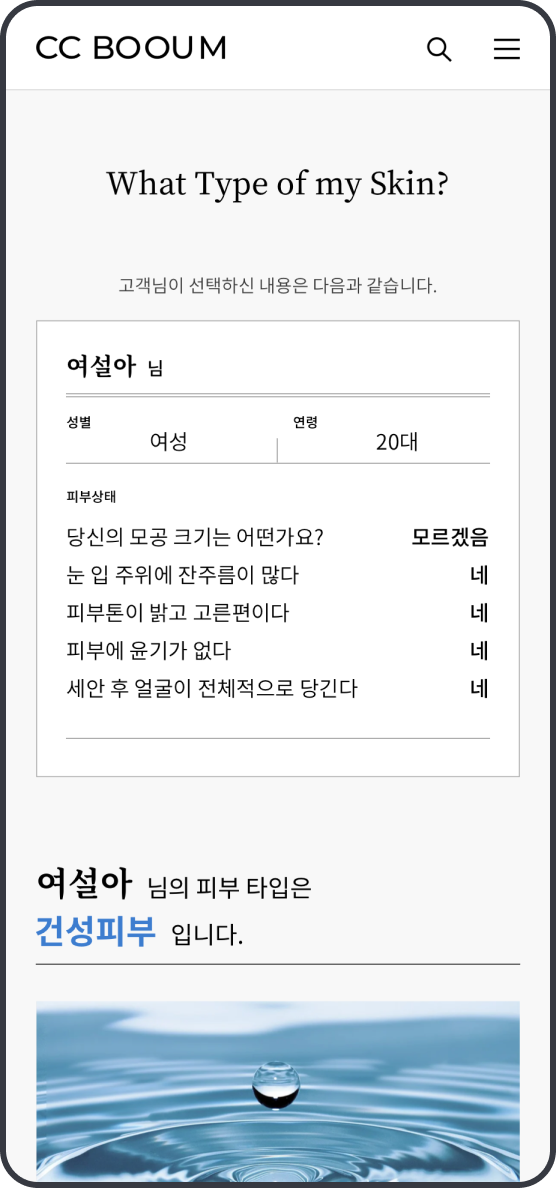 CC BOOUM
What Type of my Skin?
고객님이 선택하신 내용은 다음과 같습니다.
여설아 님
성별 연령
여성 20대
피부상태
당신의 모공 크기는 어떤가요? 모르겠음
눈 입 주위에 잔주름이 많다 네
피부톤이 밝고 고른편이다 네
피부에 윤기가 없다 네
세안 후 얼굴이 전체적으로 당긴다 네
여설아 님의 피부 타입은
건성피부 입니다.